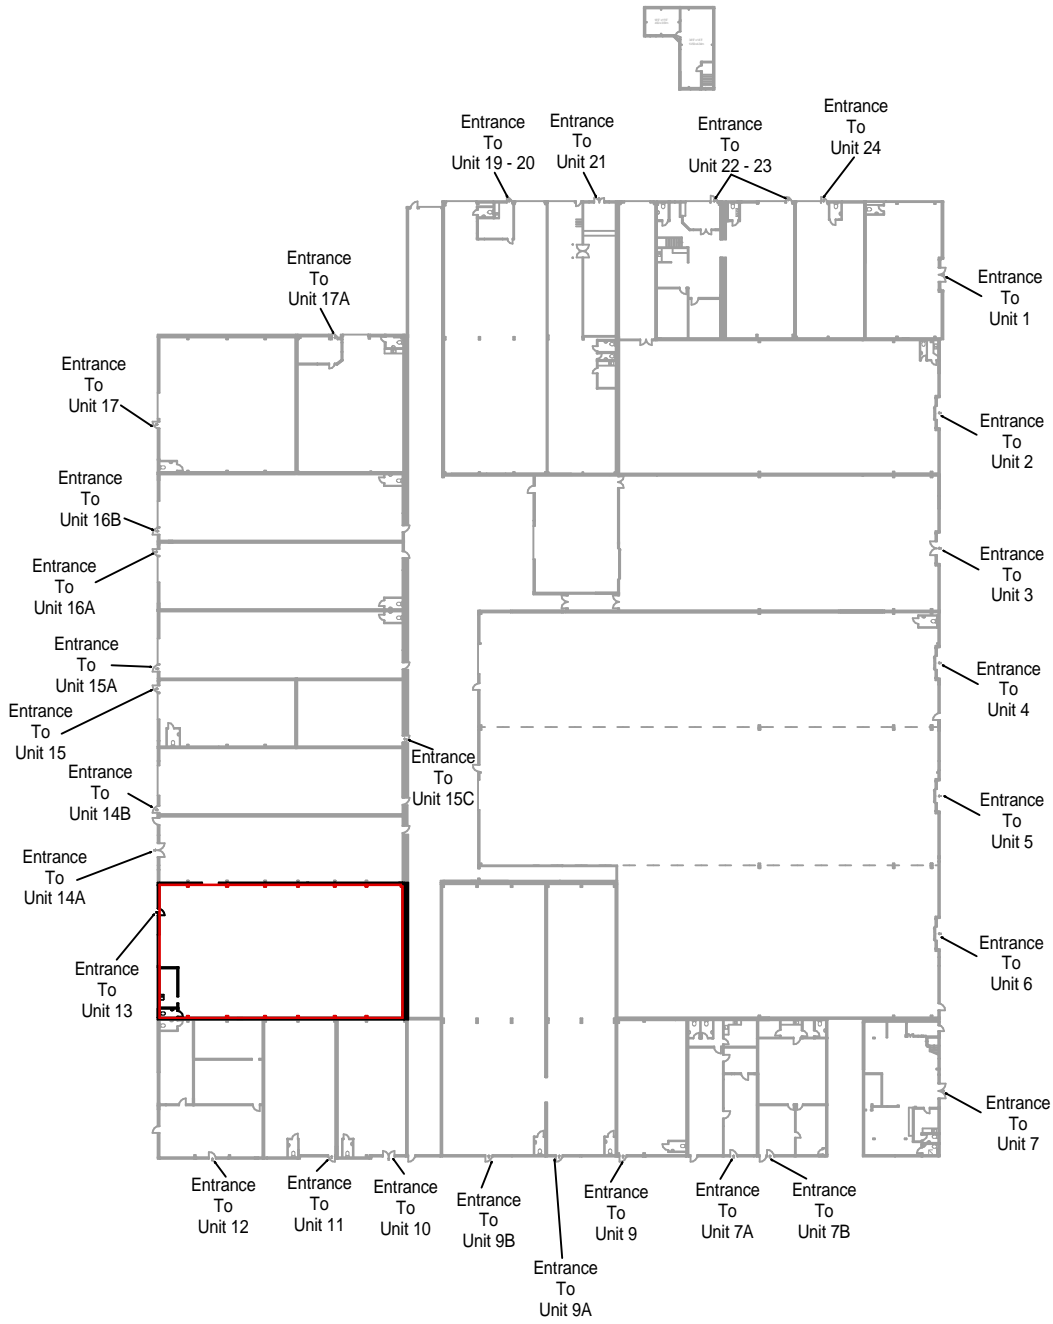 Entrance
To
Unit 19 - 20
Entrance
To
Unit 21
Entrance
To
Unit 22 - 23
Entrance
To
Unit 24
Entrance
To
Unit 17A
Entrance
To
Unit 1
Entrance
To
Unit 17
Entrance
To
Unit 2
Entrance
To
Unit 16B
Entrance
To
Unit 3
Entrance
To
Unit 16A
Entrance
To
Unit 15A
Entrance
To
Unit 4
Entrance
To
Unit 15
Entrance
To
Unit 15C
Entrance
To
Unit 14B
Entrance
To
Unit 5
Entrance
To
Unit 14A
Entrance
To
Unit 6
Entrance
To
Unit 13
Entrance
To
Unit 7
Entrance
To
Unit 12
Entrance
To
Unit 11
Entrance
To
Unit 10
Entrance
To
Unit 9B
Entrance
To
Unit 9
Entrance
To
Unit 7A
Entrance
To
Unit 7B
Entrance
To
Unit 9A